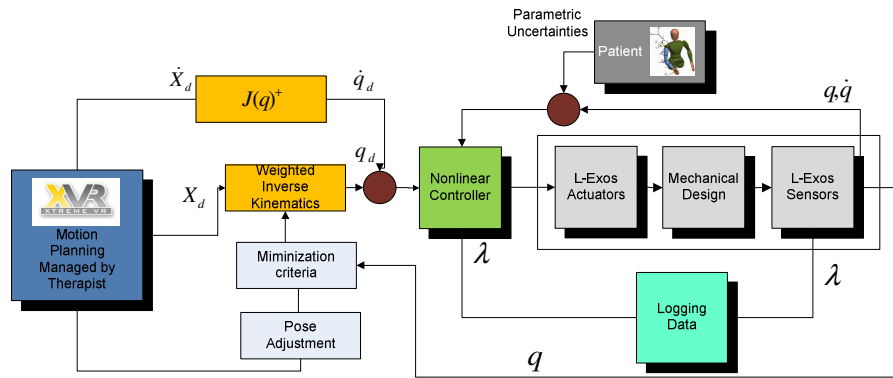 Parametric
Uncertainties
Patient
Ẋd
J(q)⁺
q̇d
q,q̇
qd
Xd
XVR
XTREME VR
Motion
Planning
Managed by
Therapist
Weighted
Inverse
Kinematics
Nonlinear
Controller
L-Exos
Actuators
Mechanical
Design
L-Exos
Sensors
Miminization
criteria
λ
λ
Pose
Adjustment
Logging
Data
q